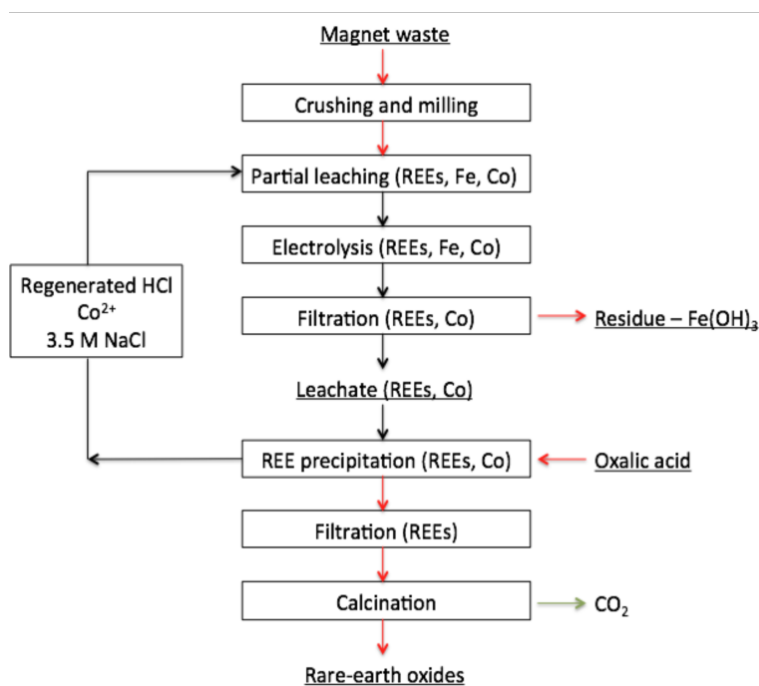 Magnet waste
Crushing and milling
Partial leaching (REEs, Fe, Co)
Electrolysis (REEs, Fe, Co)
Regenerated HCl
Co²⁺
3.5 M NaCl
Filtration (REEs, Co)
Residue – Fe(OH)₃
Leachate (REEs, Co)
REE precipitation (REEs, Co)
Oxalic acid
Filtration (REEs)
Calcination
CO₂
Rare-earth oxides